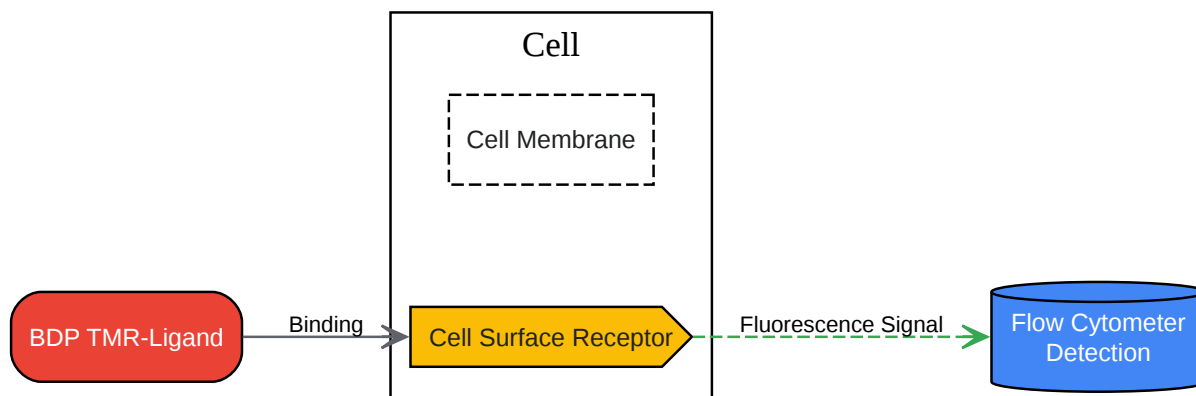 Cell
Cell Membrane
BDP TMR-Ligand
Binding
Cell Surface Receptor
Fluorescence Signal
Flow Cytometer
Detection